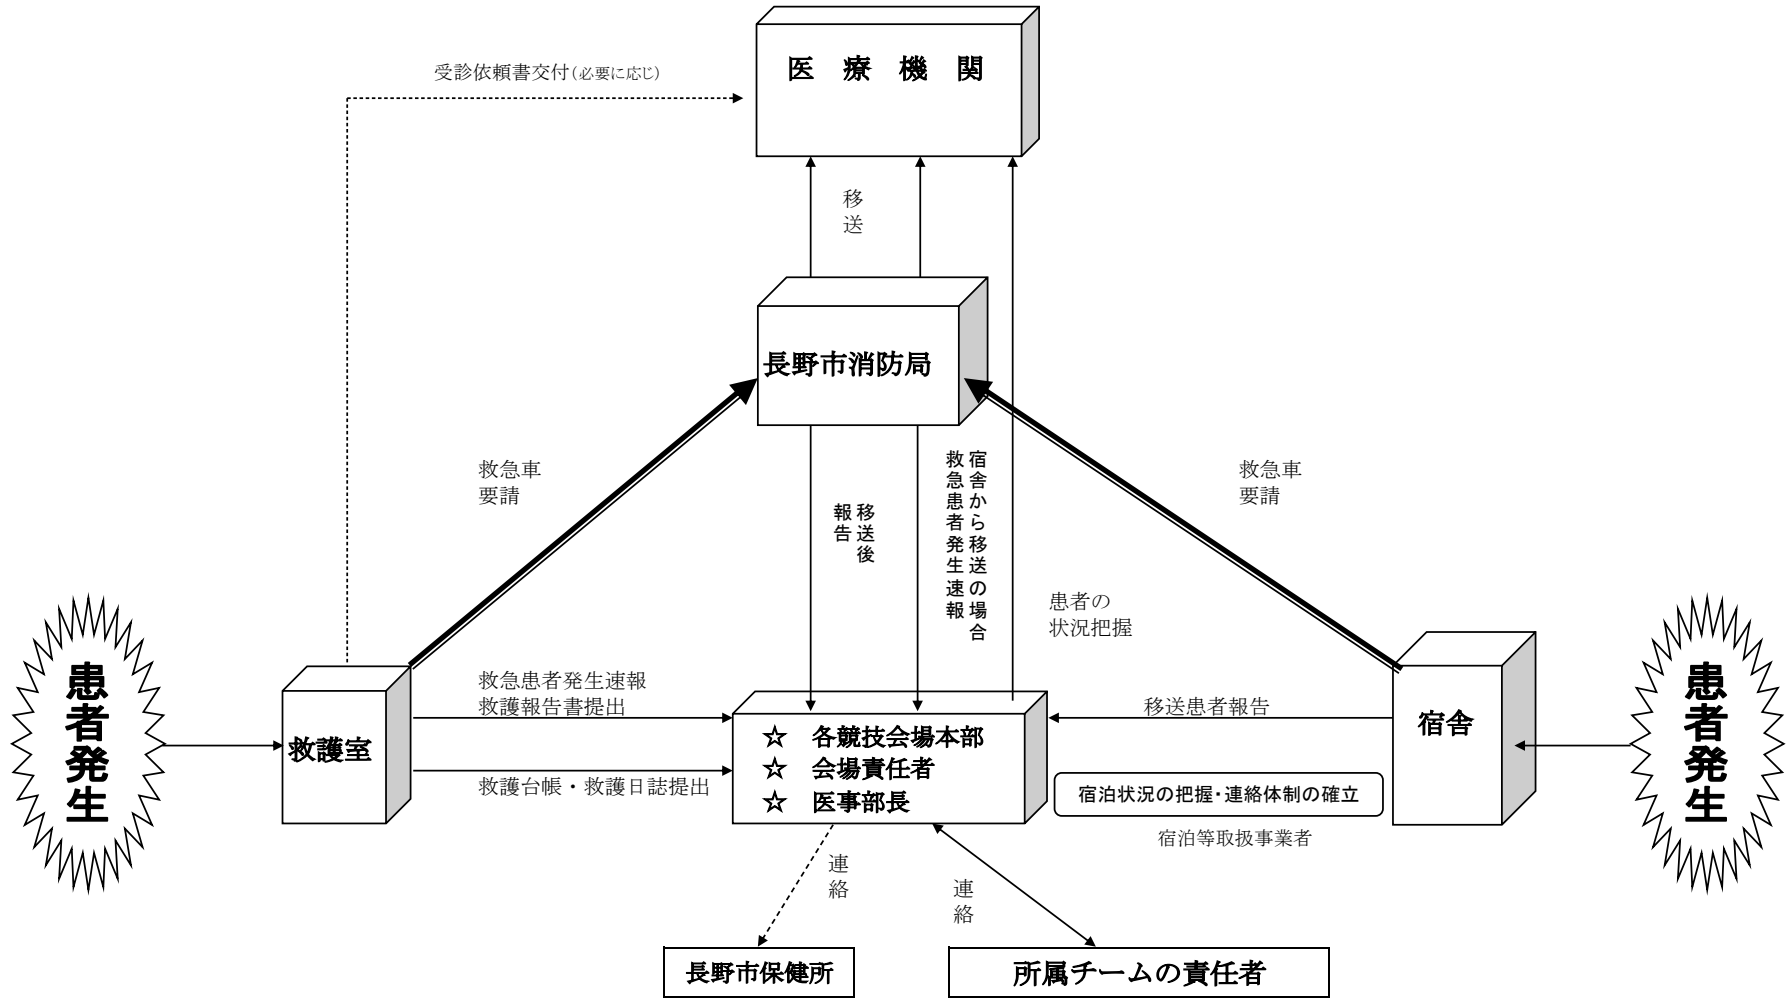 医 療 機 関
受診依頼書交付(必要に応じ)
移
送
長野市消防局
救急車
要請
救急車
要請
移送後
報告
宿舎から移送の場合
救急患者発生速報
患者の
状況把握
患者発生
救護室
救急患者発生速報
救護報告書提出
救護台帳・救護日誌提出
☆ 各競技会場本部
☆ 会場責任者
☆ 医事部長
移送患者報告
宿泊状況の把握・連絡体制の確立
宿泊等取扱事業者
宿舎
患者発生
連
絡
連
絡
長野市保健所
所属チームの責任者